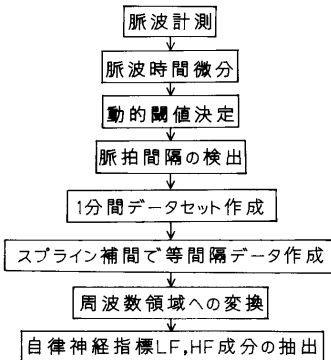 脈波計測
脈波時間微分
動的閾値決定
脈拍間隔の検出
1分間データセット作成
スプライン補間で等間隔データ作成
周波数領域への変換
自律神経指標LF,HF成分の抽出